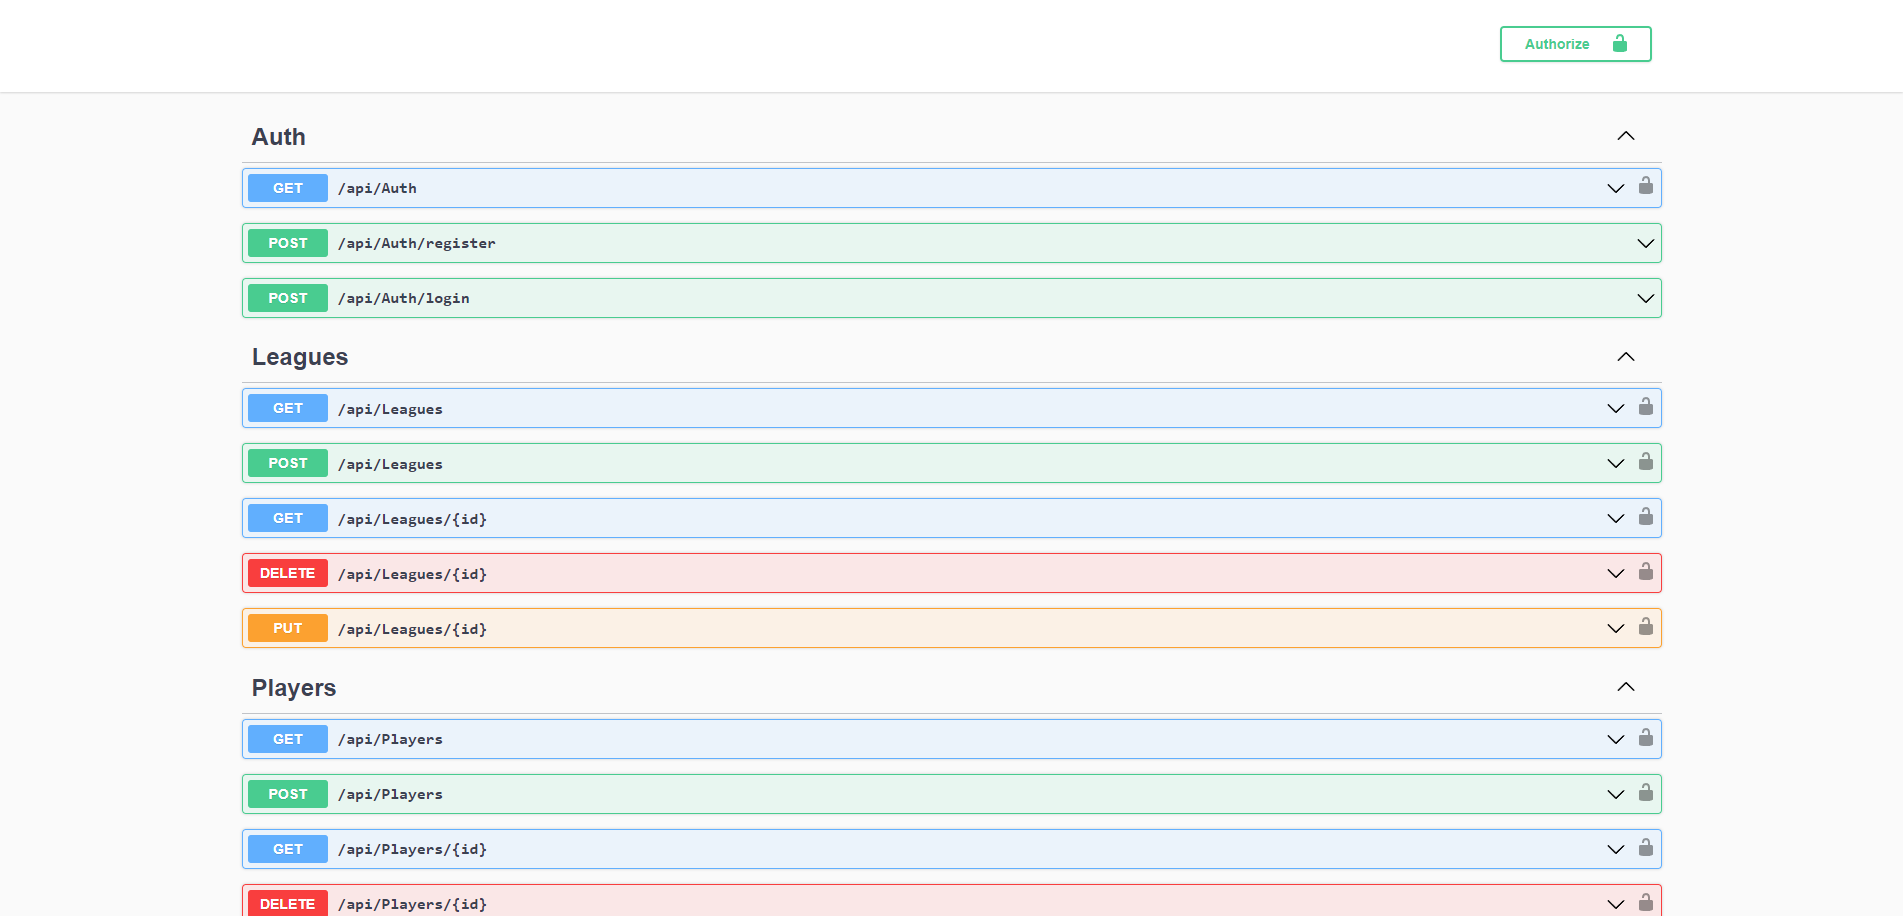 Authorize
Auth
GET /api/Auth
POST /api/Auth/register
POST /api/Auth/login
Leagues
GET /api/Leagues
POST /api/Leagues
GET /api/Leagues/{id}
DELETE /api/Leagues/{id}
PUT /api/Leagues/{id}
Players
GET /api/Players
POST /api/Players
GET /api/Players/{id}
DELETE /api/Players/{id}